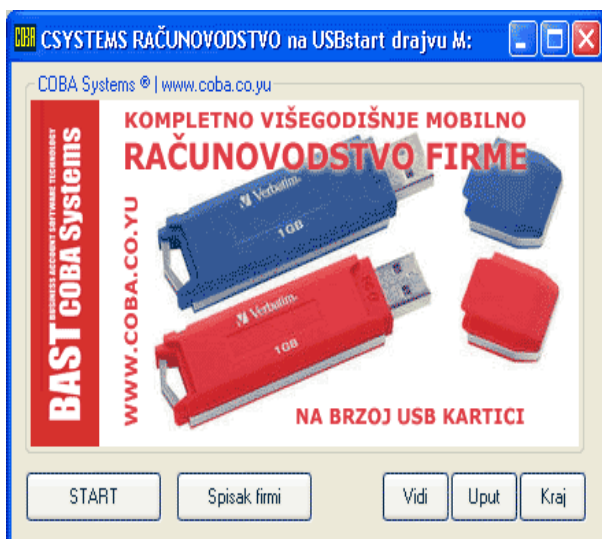 CSYSTEMS RAČUNOVODSTVO na USBstart drajvu M:
COBA Systems ® | www.coba.co.yu
KOMPLETNO VIŠEGODIŠNJE MOBILNO
RAČUNOVODSTVO FIRME
BAST COBA Systems
BUSINESS ACCOUNT SOFTWARE TECHNOLOGY
WWW.COBA.CO.YU
Verbatim.
1GB
Verbatim.
1GB
NA BRZOJ USB KARTICI
START
Spisak firmi
Vidi
Uput
Kraj